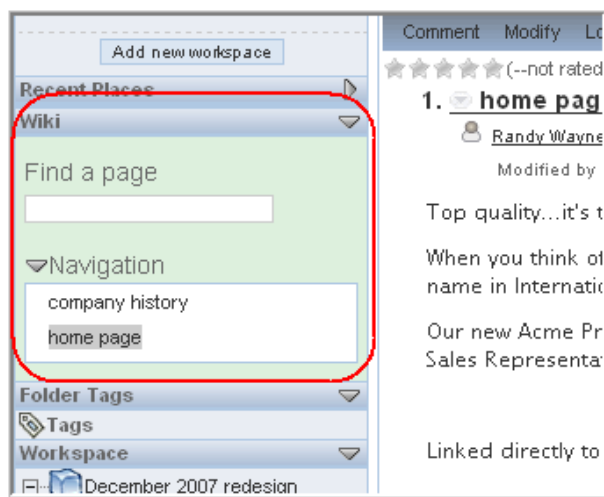 Add new workspace
Recent Places
Wiki
Find a page
Navigation
company history
home page
Folder Tags
Tags
Workspace
December 2007 redesign
Comment Modify
(--not rated
1. home pag
Randy Wayne
Modified by
Top quality...it's t
When you think of
name in Internatio
Our new Acme Pr
Sales Representat
Linked directly to